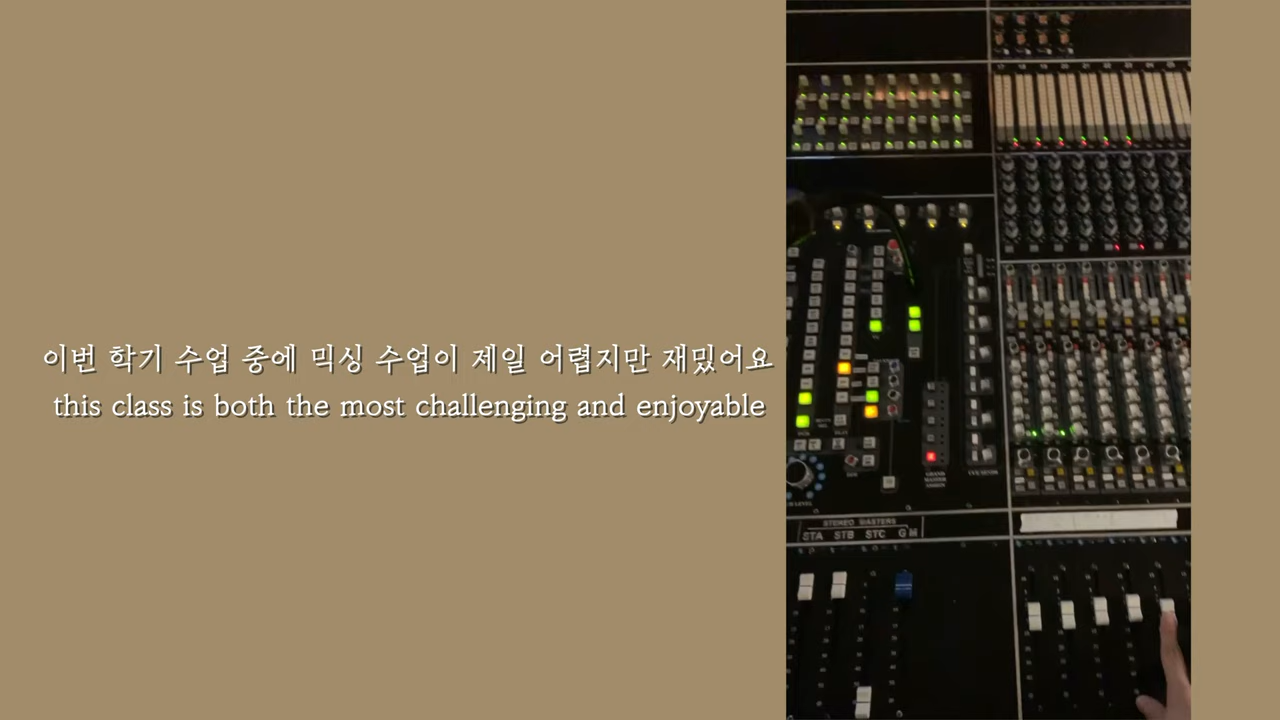 이번 학기 수업 중에 믹싱 수업이 제일 어렵지만 재밌어요
this class is both the most challenging and enjoyable
STEREO MASTERS
STA STB STC GM